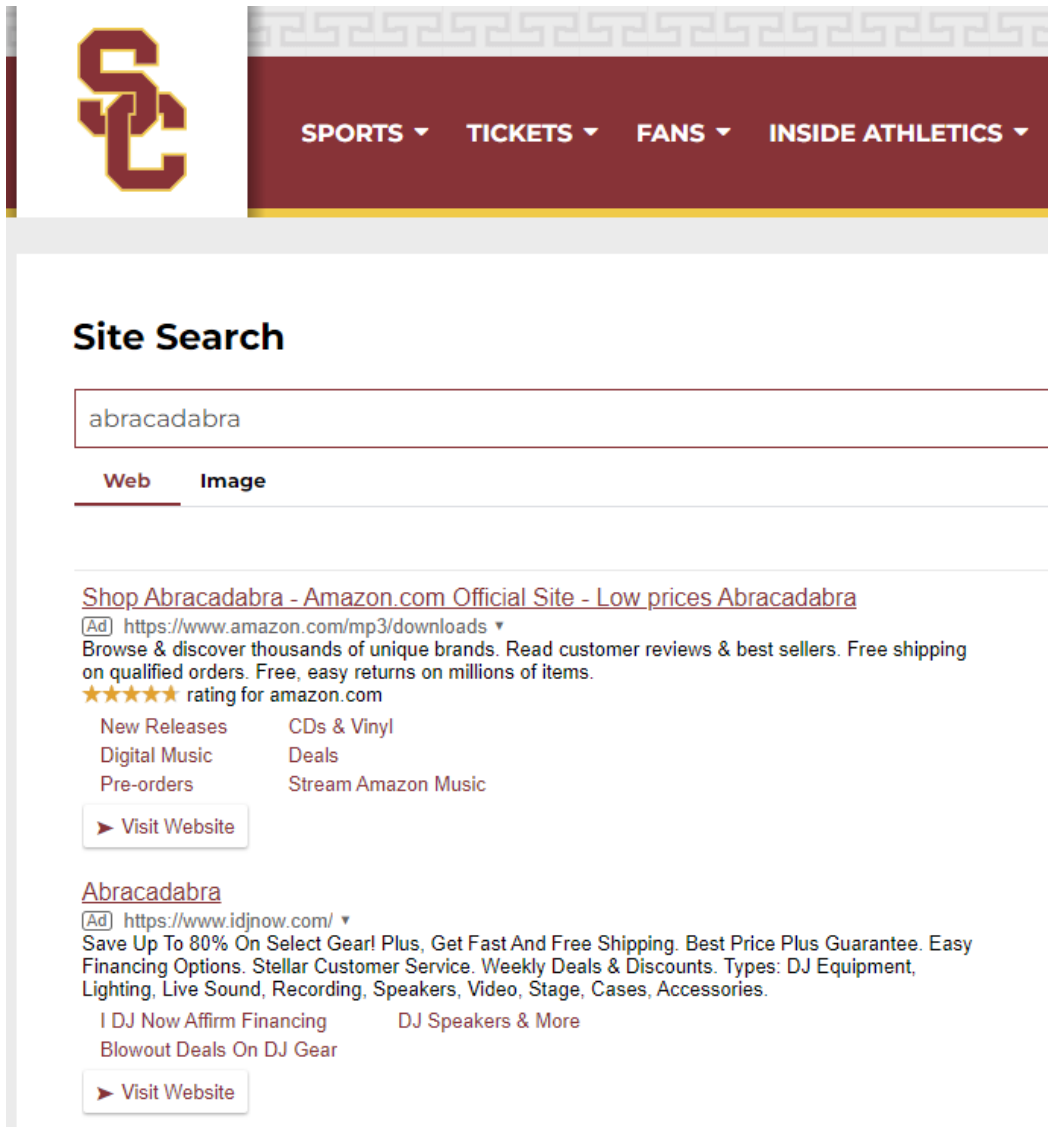 SC
SPORTS TICKETS FANS INSIDE ATHLETICS
Site Search
abracadabra
Web Image
Shop Abracadabra - Amazon.com Official Site - Low prices Abracadabra
Ad https://www.amazon.com/mp3/downloads
Browse & discover thousands of unique brands. Read customer reviews & best sellers. Free shipping
on qualified orders. Free, easy returns on millions of items.
rating for amazon.com
New Releases CDs & Vinyl
Digital Music Deals
Pre-orders Stream Amazon Music
Visit Website
Abracadabra
Ad https://www.idjnow.com/
Save Up To 80% On Select Gear! Plus, Get Fast And Free Shipping. Best Price Plus Guarantee. Easy
Financing Options. Stellar Customer Service. Weekly Deals & Discounts. Types: DJ Equipment,
Lighting, Live Sound, Recording, Speakers, Video, Stage, Cases, Accessories.
I DJ Now Affirm Financing DJ Speakers & More
Blowout Deals On DJ Gear
Visit Website